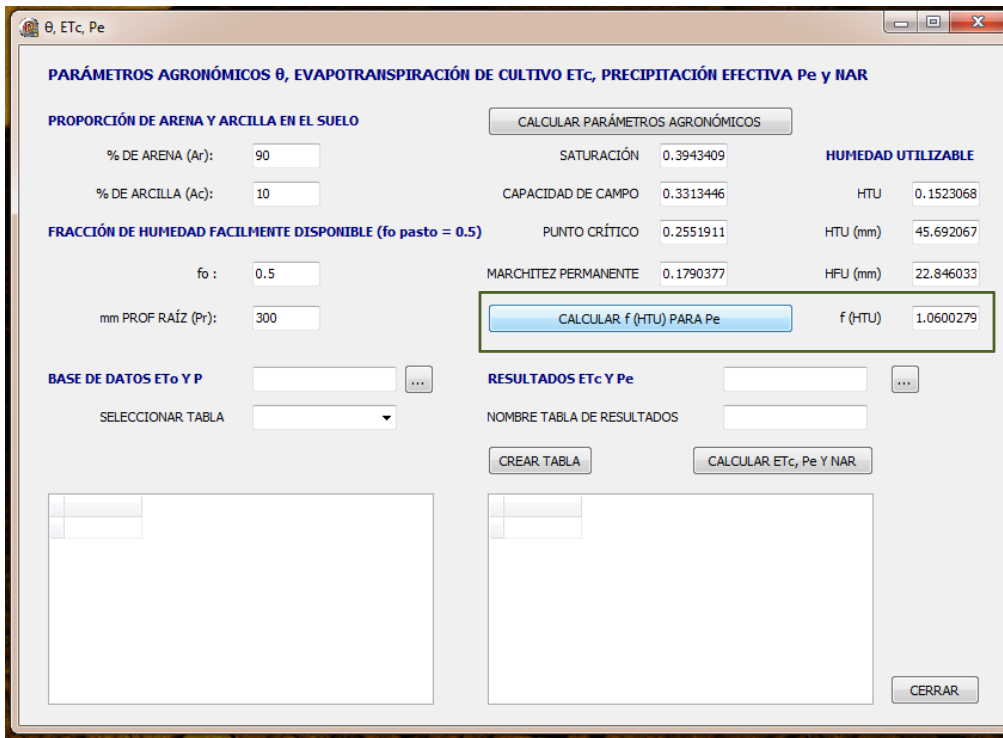 θ, ETc, Pe
PARÁMETROS AGRONÓMICOS θ, EVAPOTRANSPIRACIÓN DE CULTIVO ETc, PRECIPITACIÓN EFECTIVA Pe y NAR
PROPORCIÓN DE ARENA Y ARCILLA EN EL SUELO
CALCULAR PARÁMETROS AGRONÓMICOS
% DE ARENA (Ar): 90
SATURACIÓN 0.3943409
HUMEDAD UTILIZABLE
% DE ARCILLA (Ac): 10
CAPACIDAD DE CAMPO 0.3313446
HTU 0.1523068
FRACCIÓN DE HUMEDAD FACILMENTE DISPONIBLE (fo pasto = 0.5)
PUNTO CRÍTICO 0.2551911
HTU (mm) 45.692067
fo : 0.5
MARCHITEZ PERMANENTE 0.1790377
HFU (mm) 22.846033
mm PROF RAÍZ (Pr): 300
CALCULAR f (HTU) PARA Pe
f (HTU) 1.0600279
BASE DE DATOS ETo Y P ...
RESULTADOS ETc Y Pe ...
SELECCIONAR TABLA
NOMBRE TABLA DE RESULTADOS
CREAR TABLA
CALCULAR ETc, Pe Y NAR
CERRAR